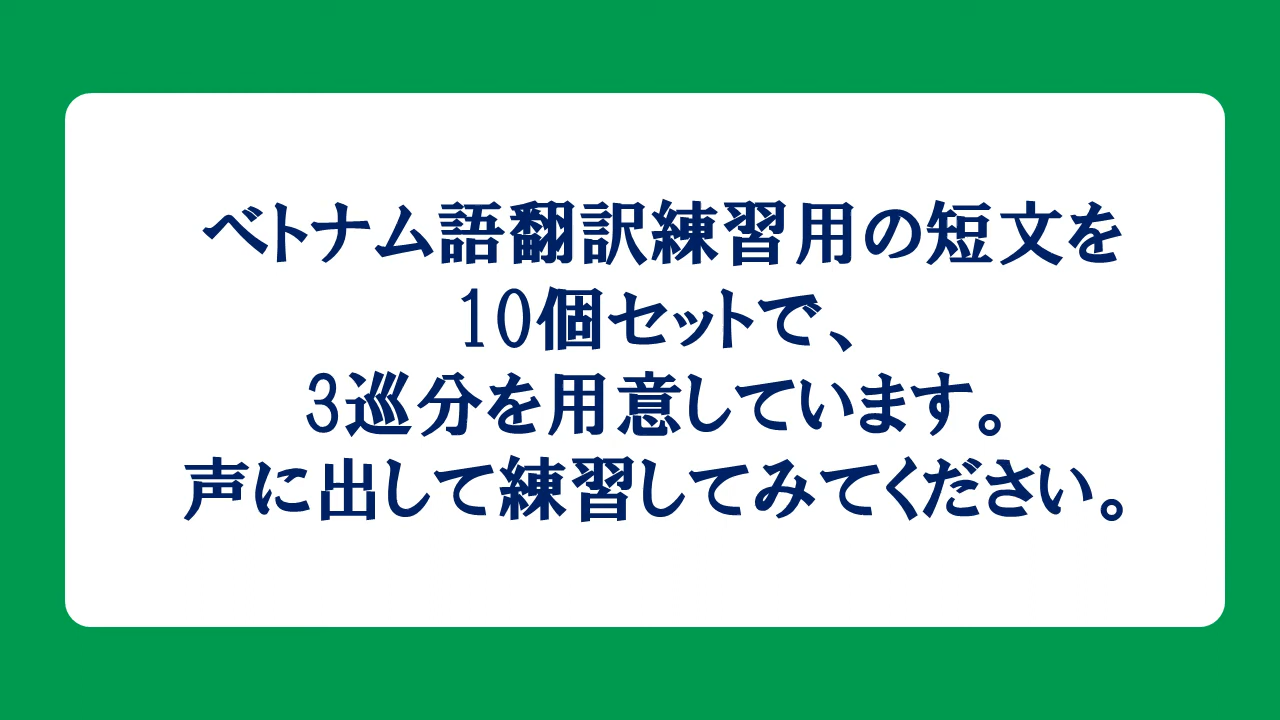 ベトナム語翻訳練習用の短文を
10個セットで、
3巡分を用意しています。
声に出して練習してみてください。